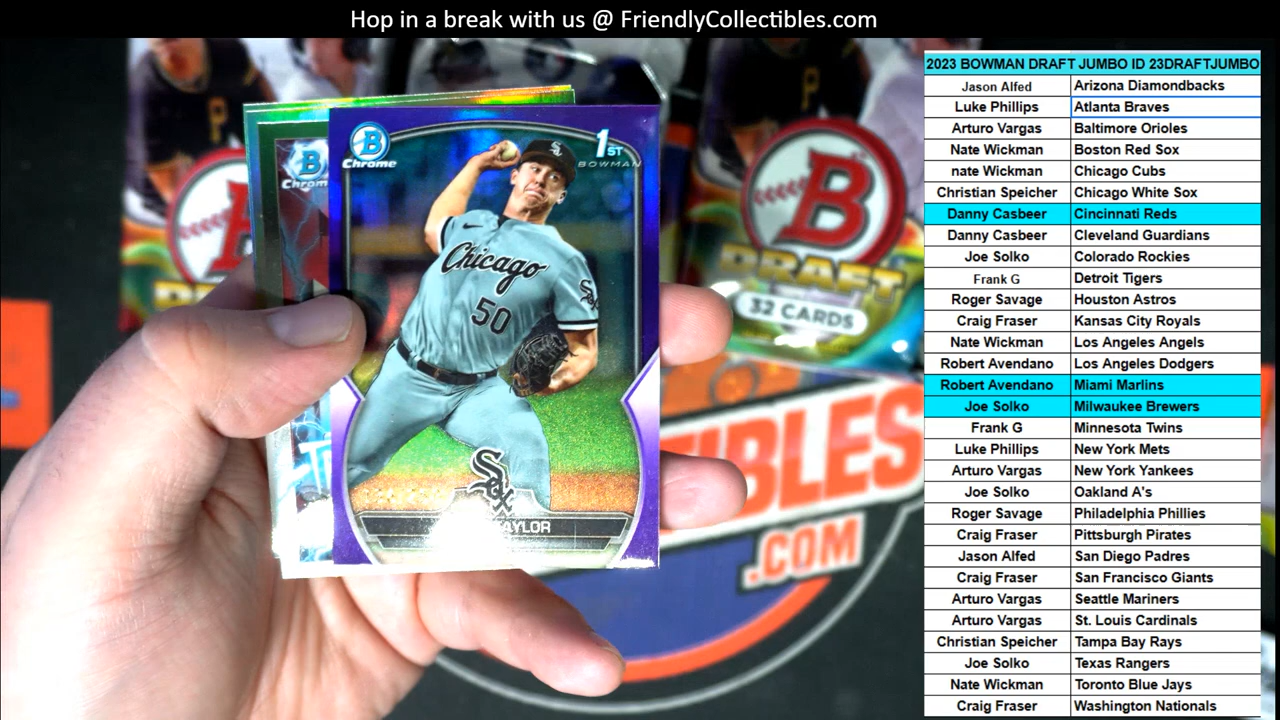 Hop in a break with us @ FriendlyCollectibles.com
2023 BOWMAN DRAFT JUMBO ID 23DRAFTJUMBO
Jason Alfed Arizona Diamondbacks
Luke Phillips Atlanta Braves
Arturo Vargas Baltimore Orioles
Nate Wickman Boston Red Sox
nate Wickman Chicago Cubs
Christian Speicher Chicago White Sox
Danny Casbeer Cincinnati Reds
Danny Casbeer Cleveland Guardians
Joe Solko Colorado Rockies
Frank G Detroit Tigers
Roger Savage Houston Astros
Craig Fraser Kansas City Royals
Nate Wickman Los Angeles Angels
Robert Avendano Los Angeles Dodgers
Robert Avendano Miami Marlins
Joe Solko Milwaukee Brewers
Frank G Minnesota Twins
Luke Phillips New York Mets
Arturo Vargas New York Yankees
Joe Solko Oakland A's
Roger Savage Philadelphia Phillies
Craig Fraser Pittsburgh Pirates
Jason Alfed San Diego Padres
Craig Fraser San Francisco Giants
Arturo Vargas Seattle Mariners
Arturo Vargas St. Louis Cardinals
Christian Speicher Tampa Bay Rays
Joe Solko Texas Rangers
Nate Wickman Toronto Blue Jays
Craig Fraser Washington Nationals
B
Chrome
1ST
BOWMAN
Chicago
50
Sox
Sox
B
Chrom
P
P
B
DRAFT
32 CARDS
IBLES
.COM